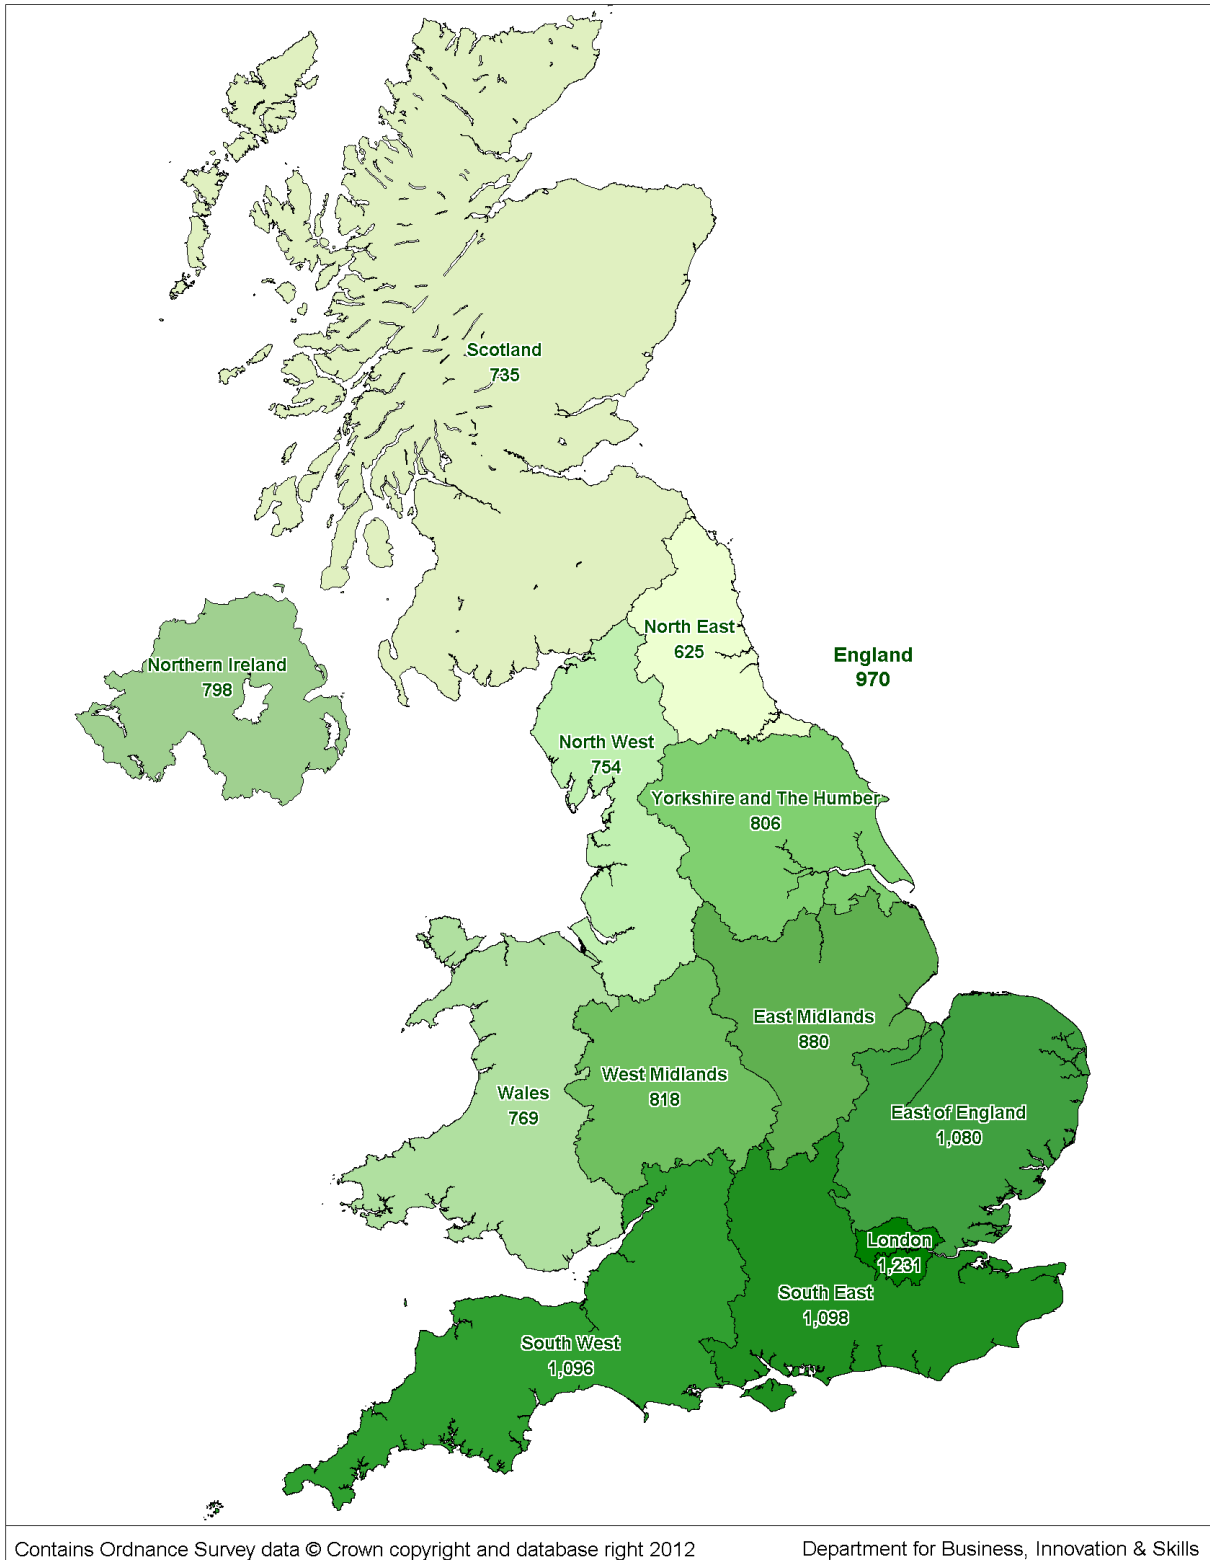 Scotland
735
North East
625
England
970
Northern Ireland
798
North West
754
Yorkshire and The Humber
806
East Midlands
880
West Midlands
818
Wales
769
East of England
1,080
London
1,231
South East
1,098
South West
1,096
Contains Ordnance Survey data © Crown copyright and database right 2012
Department for Business, Innovation & Skills